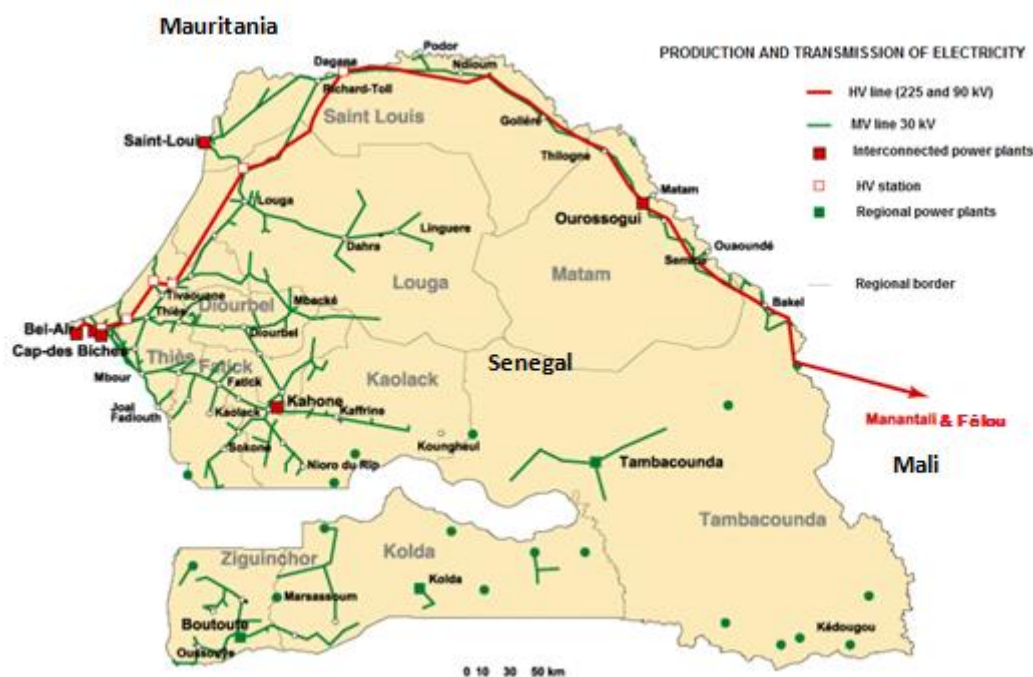 Mauritania
PRODUCTION AND TRANSMISSION OF ELECTRICITY
HV line (225 and 90 kV)
MV line 30 kV
Interconnected power plants
HV station
Regional power plants
Regional border
Podor
Dagana
Ndioum
Richard-Toll
Saint Louis
Golléré
Saint-Louis
Thilogne
Matam
Louga
Ourossogui
Linguere
Dahra
Ouaoundé
Semme
Louga
Matam
Bakel
Tivaouane
Mbacké
Diourbel
Thiès
Bel-Air
Diourbel
Cap-des Biches
Thiès
Fatick
Senegal
Mbour
Fatick
Kaolack
Manantali & Félou
Joal
Fadiouth
Kaolack
Kahone
Kaffrine
Koungheul
Sokone
Mali
Nioro du Rip
Tambacounda
Tambacounda
Ziguinchor
Kolda
Kolda
Marsassoum
Boutoute
Kédougou
Oussouye
0 10 30 50 km